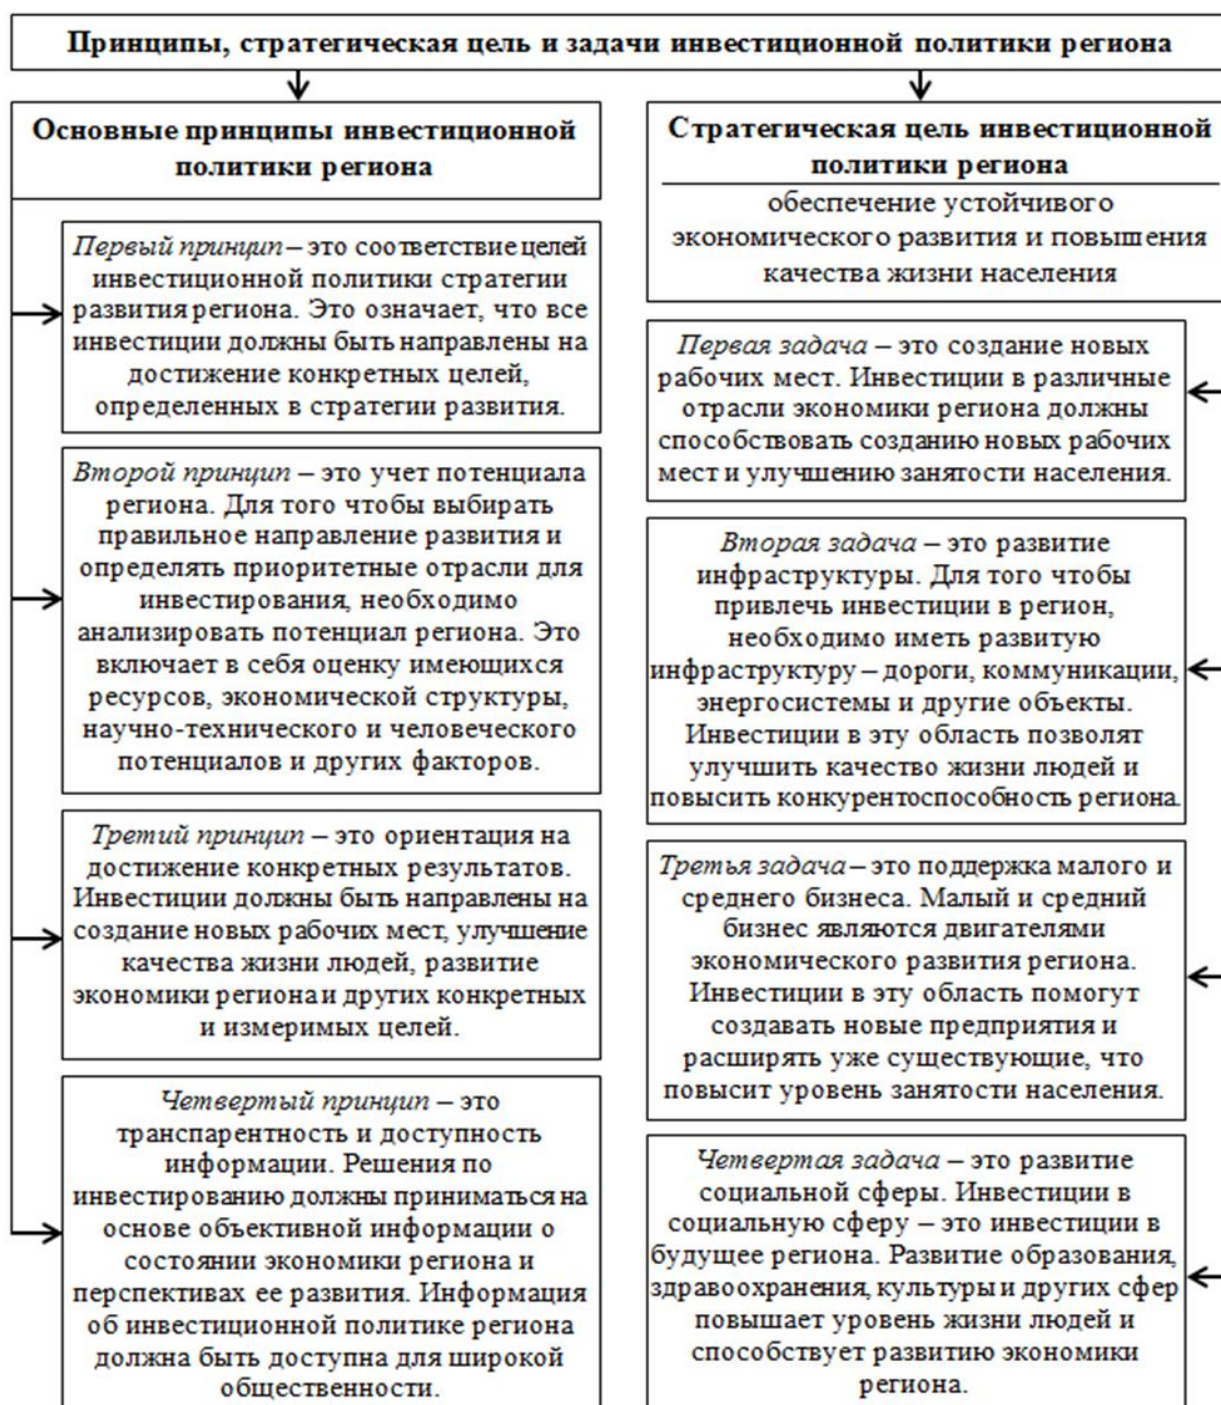 Принципы, стратегическая цель и задачи инвестиционной политики региона
Основные принципы инвестиционной
политики региона
Первый принцип – это соответствие целей
инвестиционной политики стратегии
развития региона. Это означает, что все
инвестиции должны быть направлены на
достижение конкретных целей,
определенных в стратегии развития.
Второй принцип – это учет потенциала
региона. Для того чтобы выбирать
правильное направление развития и
определять приоритетные отрасли для
инвестирования, необходимо
анализировать потенциал региона. Это
включает в себя оценку имеющихся
ресурсов, экономической структуры,
научно-технического и человеческого
потенциалов и других факторов.
Третий принцип – это ориентация на
достижение конкретных результатов.
Инвестиции должны быть направлены на
создание новых рабочих мест, улучшение
качества жизни людей, развитие
экономики региона и других конкретных
и измеримых целей.
Четвертый принцип – это
транспарентность и доступность
информации. Решения по
инвестированию должны приниматься на
основе объективной информации о
состоянии экономики региона и
перспективах ее развития. Информация
об инвестиционной политике региона
должна быть доступна для широкой
общественности.
Стратегическая цель инвестиционной
политики региона
обеспечение устойчивого
экономического развития и повышения
качества жизни населения
Первая задача – это создание новых
рабочих мест. Инвестиции в различные
отрасли экономики региона должны
способствовать созданию новых рабочих
мест и улучшению занятости населения.
Вторая задача – это развитие
инфраструктуры. Для того чтобы
привлечь инвестиции в регион,
необходимо иметь развитую
инфраструктуру – дороги, коммуникации,
энергосистемы и другие объекты.
Инвестиции в эту область позволят
улучшить качество жизни людей и
повысить конкурентоспособность региона.
Третья задача – это поддержка малого и
среднего бизнеса. Малый и средний
бизнес являются двигателями
экономического развития региона.
Инвестиции в эту область помогут
создавать новые предприятия и
расширять уже существующие, что
повысит уровень занятости населения.
Четвертая задача – это развитие
социальной сферы. Инвестиции в
социальную сферу – это инвестиции в
будущее региона. Развитие образования,
здравоохранения, культуры и других сфер
повышает уровень жизни людей и
способствует развитию экономики
региона.